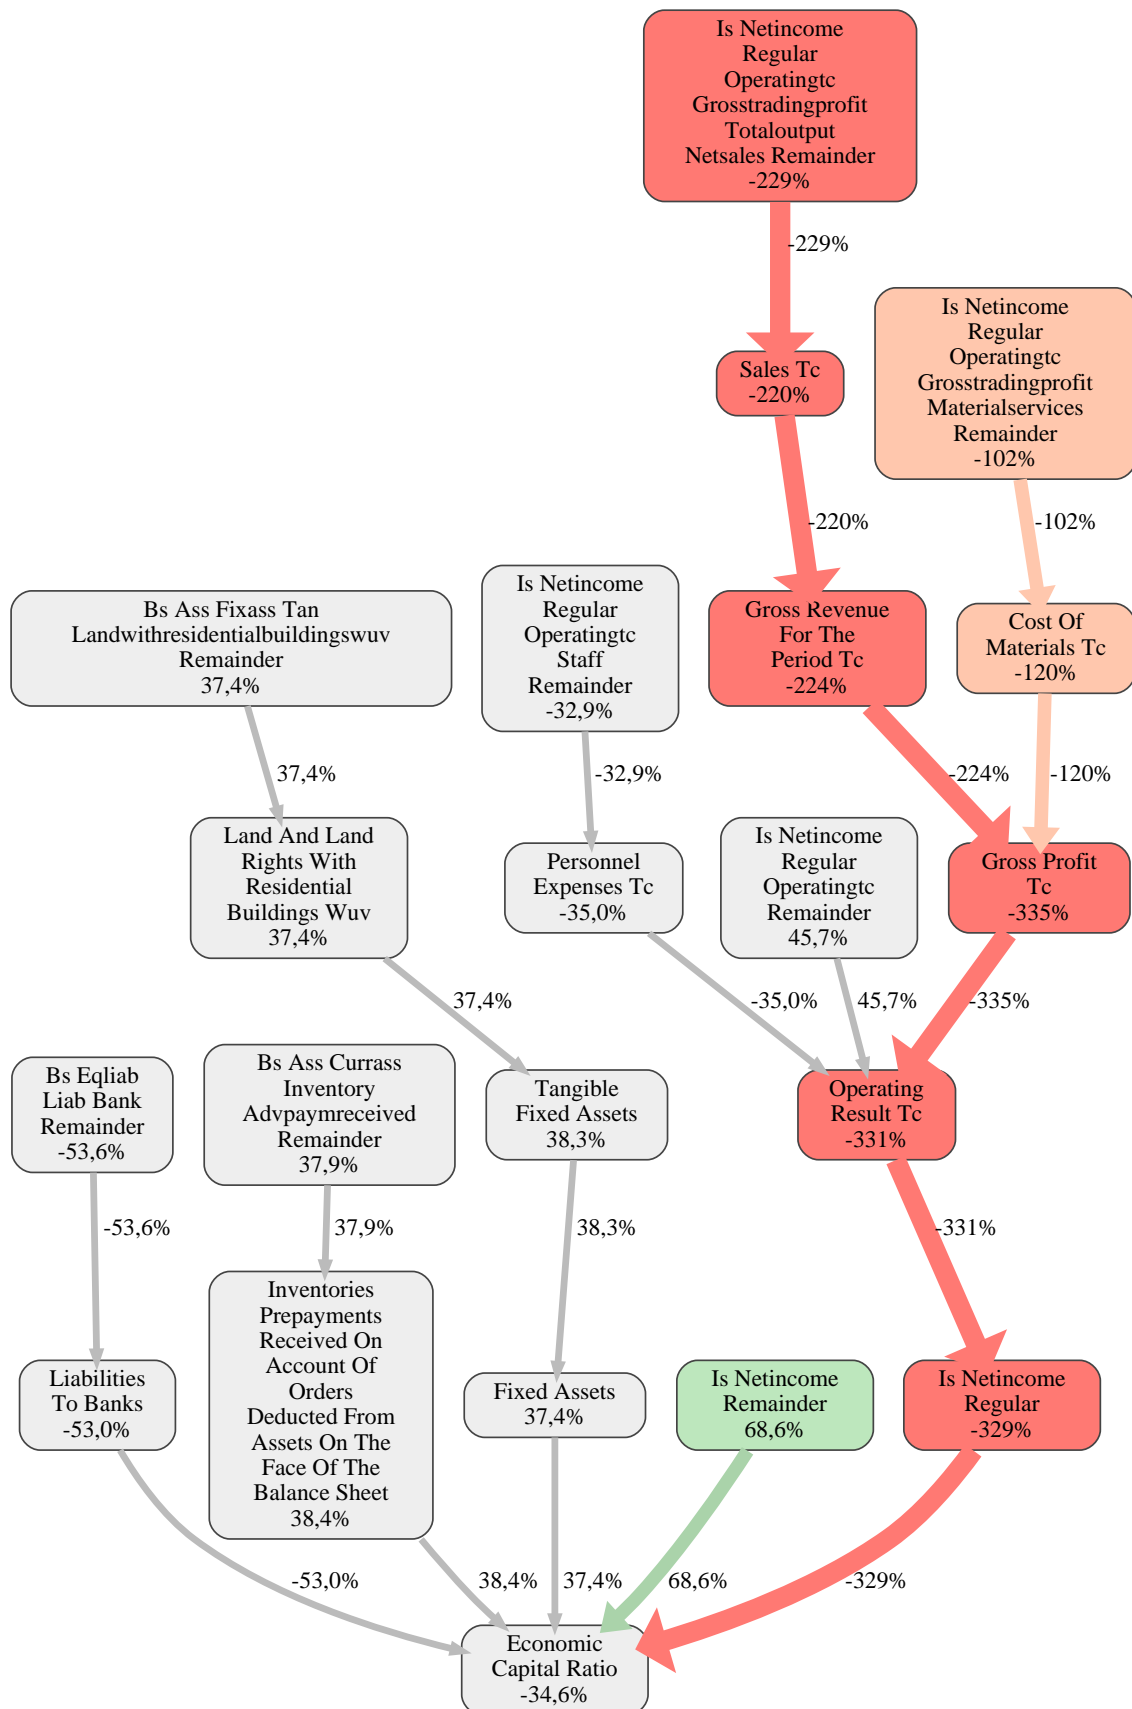 Is Netincome
Regular
Operatingtc
Grosstradingprofit
Totaloutput
Netsales Remainder
-229%
-229%
Is Netincome
Regular
Operatingtc
Grosstradingprofit
Materialservices
Remainder
-102%
Sales Tc
-220%
-220%
-102%
Bs Ass Fixass Tan
Landwithresidentialbuildingswuv
Remainder
37,4%
Is Netincome
Regular
Operatingtc
Staff
Remainder
-32,9%
Gross Revenue
For The
Period Tc
-224%
Cost Of
Materials Tc
-120%
37,4%
-32,9%
-224%
-120%
Land And Land
Rights With
Residential
Buildings Wuv
37,4%
Personnel
Expenses Tc
-35,0%
Is Netincome
Regular
Operatingtc
Remainder
45,7%
Gross Profit
Tc
-335%
37,4%
-35,0%
45,7%
-335%
Bs Eqliab
Liab Bank
Remainder
-53,6%
Bs Ass Currass
Inventory
Advpaymreceived
Remainder
37,9%
Tangible
Fixed Assets
38,3%
Operating
Result Tc
-331%
-53,6%
37,9%
38,3%
-331%
Liabilities
To Banks
-53,0%
Inventories
Prepayments
Received On
Account Of
Orders
Deducted From
Assets On The
Face Of The
Balance Sheet
38,4%
Fixed Assets
37,4%
Is Netincome
Remainder
68,6%
Is Netincome
Regular
-329%
-53,0%
38,4%
37,4%
68,6%
-329%
Economic
Capital Ratio
-34,6%